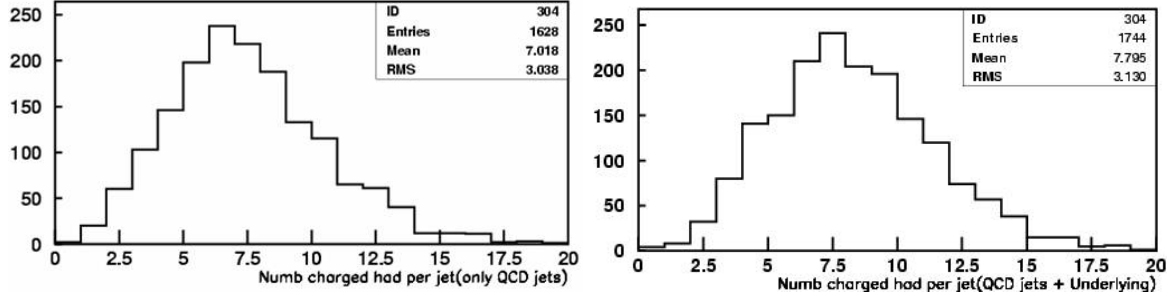 ID 304
Entries 1628
Mean 7.018
RMS 3.038
250
200
150
100
50
0
0 2.5 5 7.5 10 12.5 15 17.5 20
Numb charged had per jet(only QCD jets)
ID 304
Entries 1744
Mean 7.795
RMS 3.130
250
200
150
100
50
0
0 2.5 5 7.5 10 12.5 15 17.5 20
Numb charged had per jet(QCD jets + Underlying)